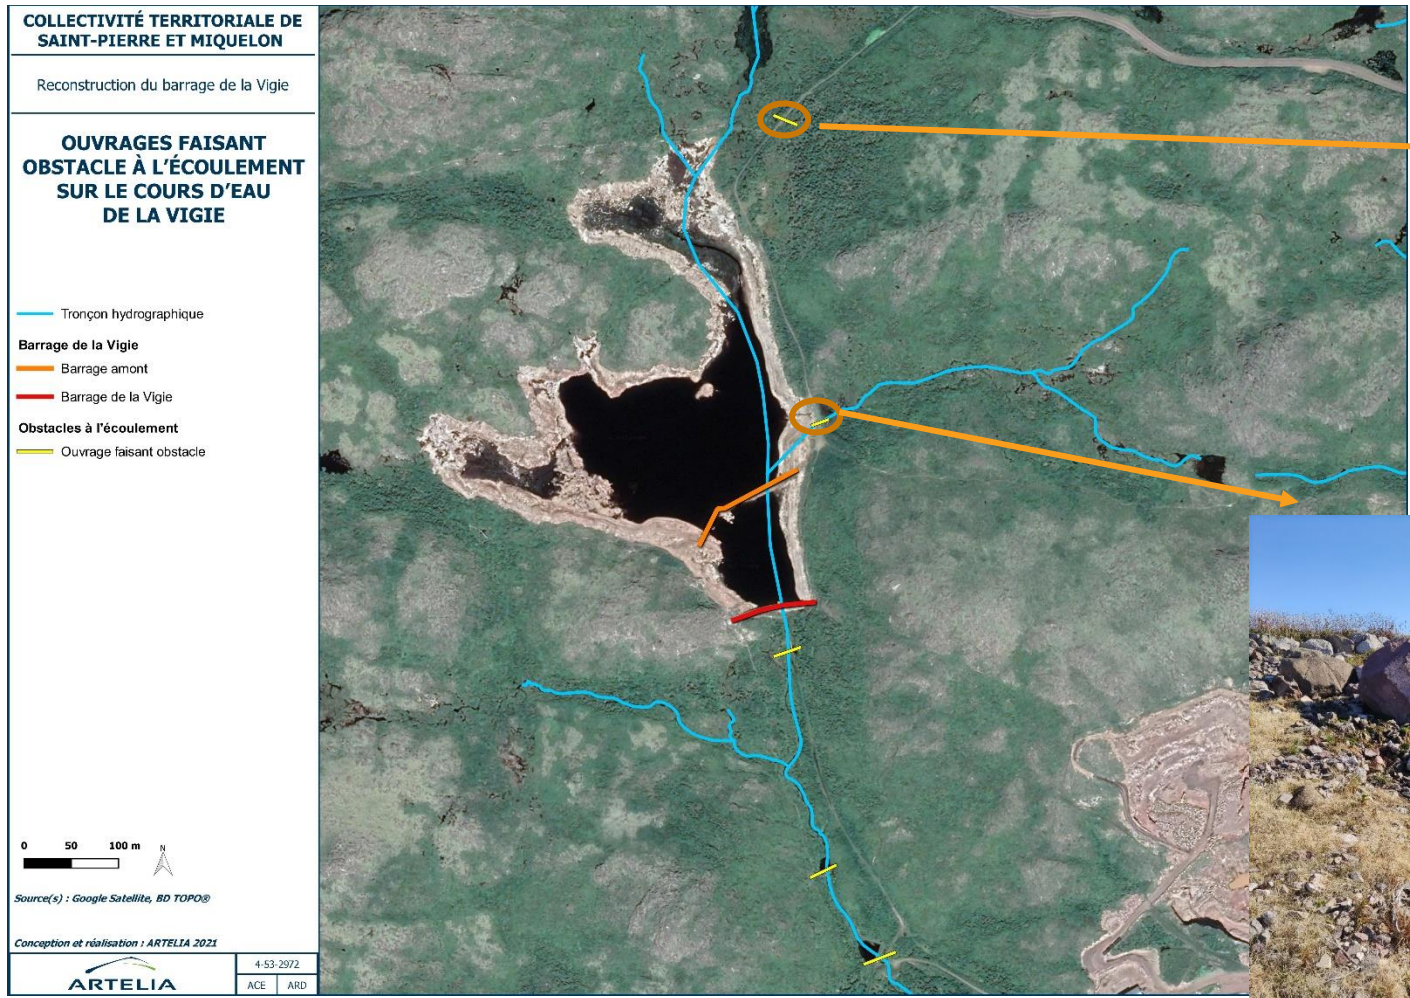 COLLECTIVITÉ TERRITORIALE DE
SAINT-PIERRE ET MIQUELON
Reconstruction du barrage de la Vigie
OUVRAGES FAISANT
OBSTACLE À L'ÉCOULEMENT
SUR LE COURS D'EAU
DE LA VIGIE
Tronçon hydrographique
Barrage de la Vigie
Barrage amont
Barrage de la Vigie
Obstacles à l'écoulement
Ouvrage faisant obstacle
0 50 100 m N
Source(s) : Google Satellite, BD TOPO®
Conception et réalisation : ARTELIA 2021
ARTELIA
4-53-2972
ACE ARD